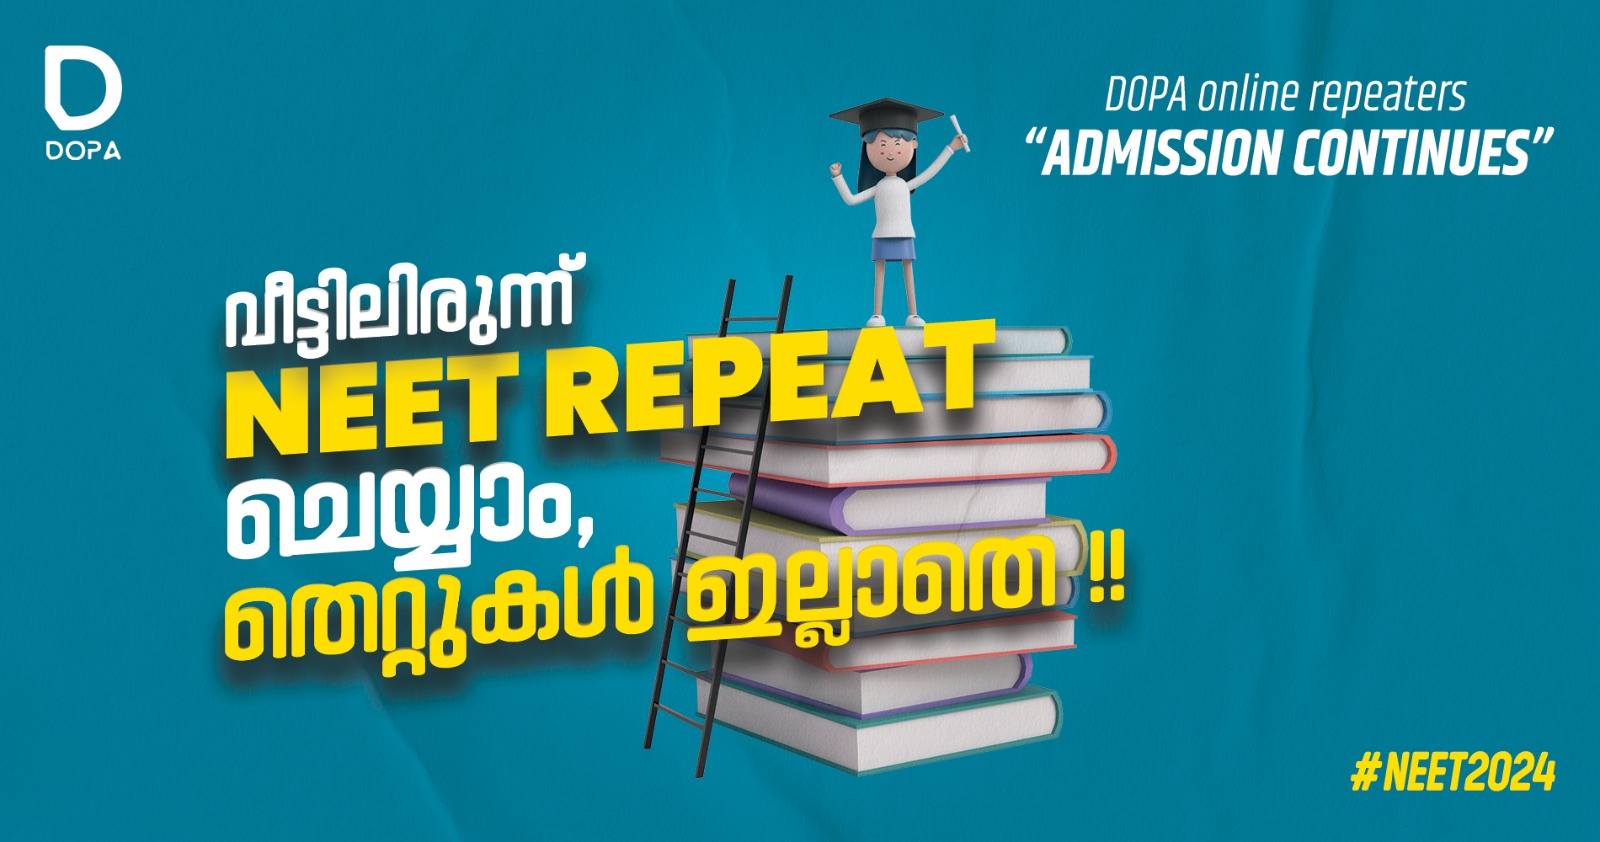 DOPA
DOPA online repeaters
“ADMISSION CONTINUES”
വീട്ടിലിരുന്ന്
NEET REPEAT
ചെയ്യാം,
തെറ്റുകൾ ഇല്ലാതെ !!
#NEET2024